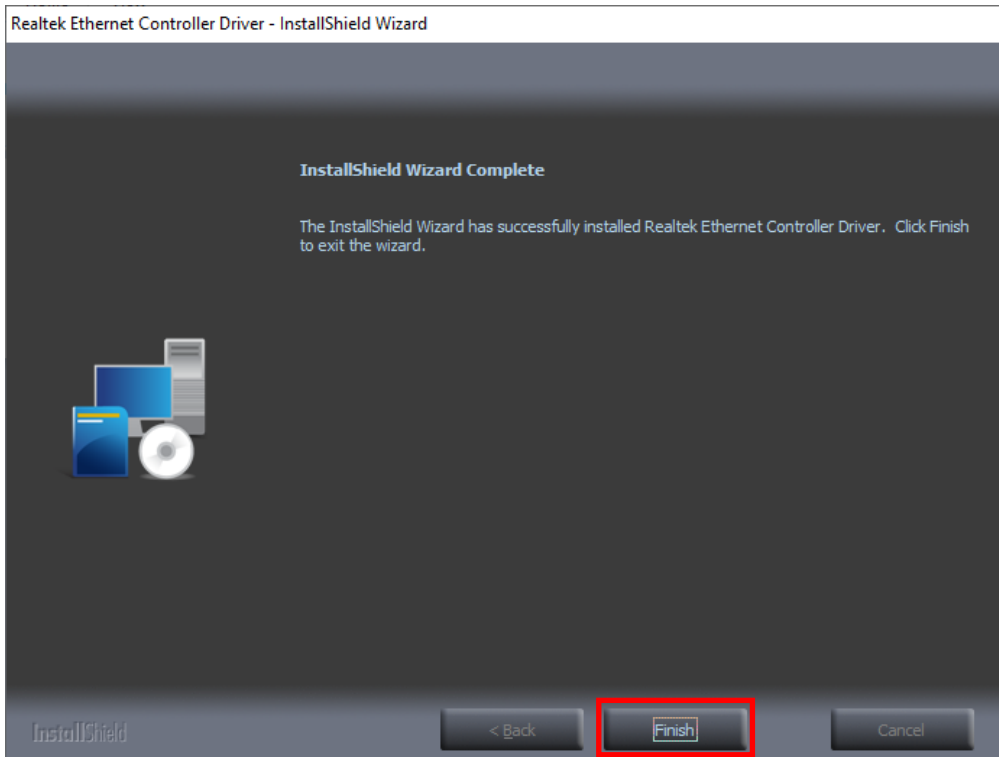 Realtek Ethernet Controller Driver - InstallShield Wizard
InstallShield Wizard Complete
The InstallShield Wizard has successfully installed Realtek Ethernet Controller Driver.  Click Finish
to exit the wizard.
InstallShield
< Back
Finish
Cancel